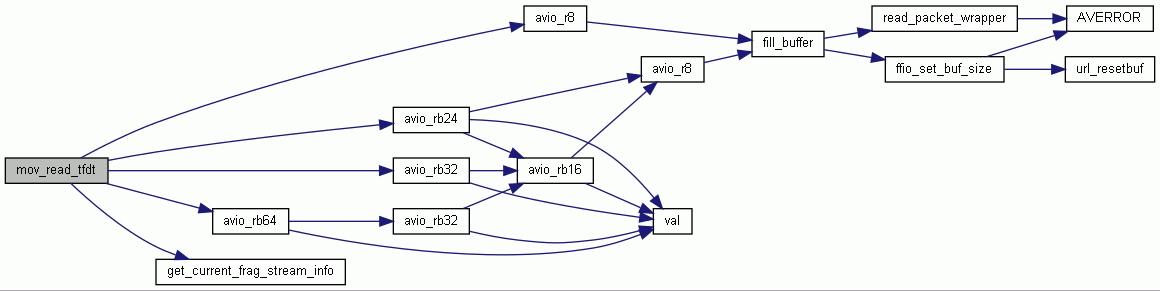 avio_r8
read_packet_wrapper
AVERROR
fill_buffer
avio_r8
ffio_set_buf_size
url_resetbuf
avio_rb24
mov_read_tfdt
avio_rb32
avio_rb16
avio_rb64
avio_rb32
val
get_current_frag_stream_info